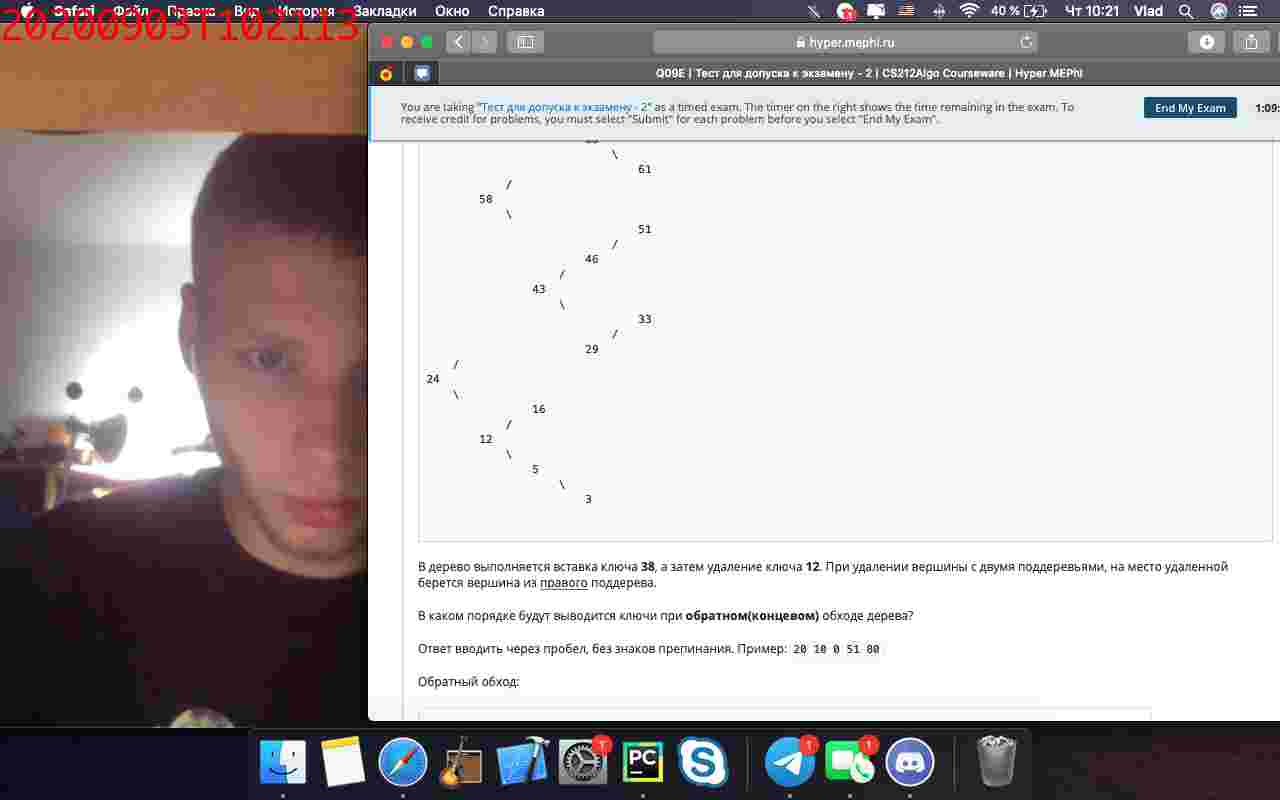 20200903T102113
Safari Файл Правка Вид История Закладки Окно Справка
40 % Чт 10:21 Vlad
hyper.mephi.ru
Q09E | Тест для допуска к экзамену - 2 | CS212Algo Courseware | Hyper.MEPhI
You are taking "Тест для допуска к экзамену - 2" as a timed exam. The timer on the right shows the time remaining in the exam. To
receive credit for problems, you must select "Submit" for each problem before you select "End My Exam".
End My Exam
1:09:
\
61
/
58
\
51
/
46
/
43
\
33
/
29
/
24
\
16
/
12
\
5
\
3
В дерево выполняется вставка ключа 38, а затем удаление ключа 12. При удалении вершины с двумя поддеревьями, на место удаленной
берется вершина из правого поддерева.
В каком порядке будут выводится ключи при обратном(концевом) обходе дерева?
Ответ вводить через пробел, без знаков препинания. Пример: 20 10 0 51 80
Обратный обход:
1
PC
1
1